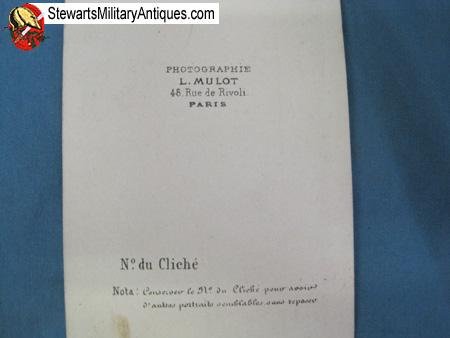 StewartsMilitaryAntiques.com
PHOTOGRAPHIE
L. MULOT
48, Rue de Rivoli.
PARIS
Nº. du Cliché
Nota: Conserver le Nº. du Cliché pour avoir
d'autres portraits semblables sans reposer